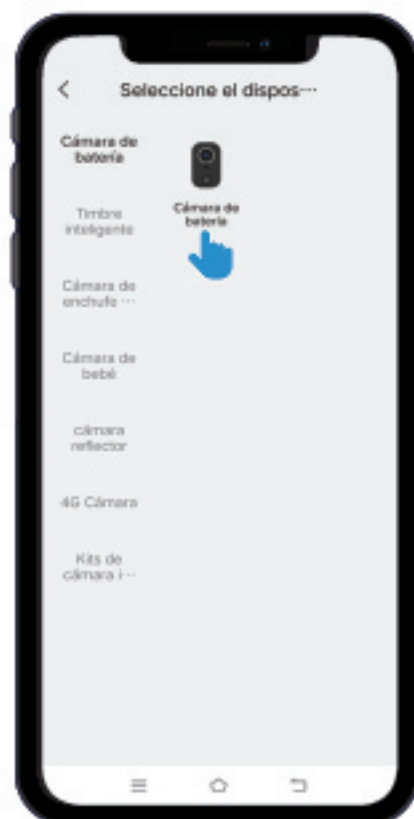 Seleccione el dispos···
Cámara de
batería
Cámara de
batería
Timbre
inteligente
Cámara de
enchufe ···
Cámara de
bebé
cámara
reflector
4G Cámara
Kits de
cámara i···